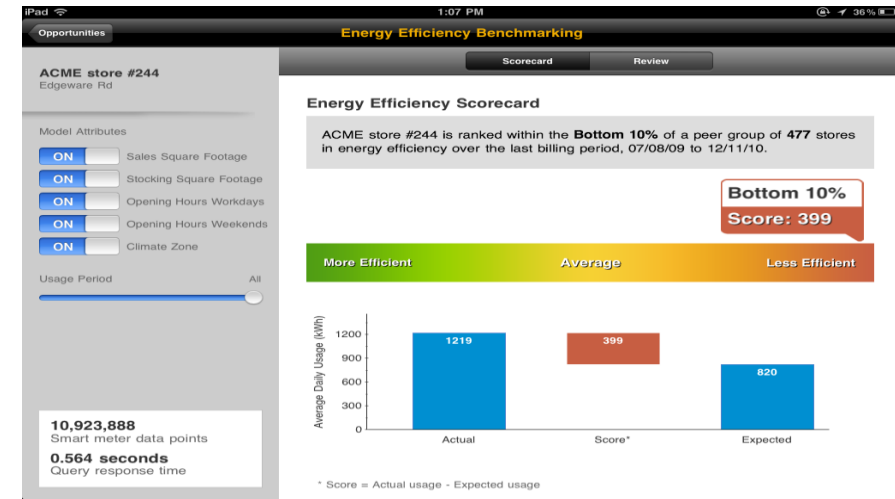 iPad
1:07 PM
36%
Opportunities
Energy Efficiency Benchmarking
Scorecard
Review
ACME store #244
Edgeware Rd
Model Attributes
ON Sales Square Footage
ON Stocking Square Footage
ON Opening Hours Workdays
ON Opening Hours Weekends
ON Climate Zone
Usage Period All
10,923,888
Smart meter data points
0.564 seconds
Query response time
Energy Efficiency Scorecard
ACME store #244 is ranked within the Bottom 10% of a peer group of 477 stores
in energy efficiency over the last billing period, 07/08/09 to 12/11/10.
Bottom 10%
Score: 399
More Efficient Average Less Efficient
Average Daily Usage (kWh)
1200
900
600
300
0
1219
399
820
Actual Score* Expected
* Score = Actual usage - Expected usage